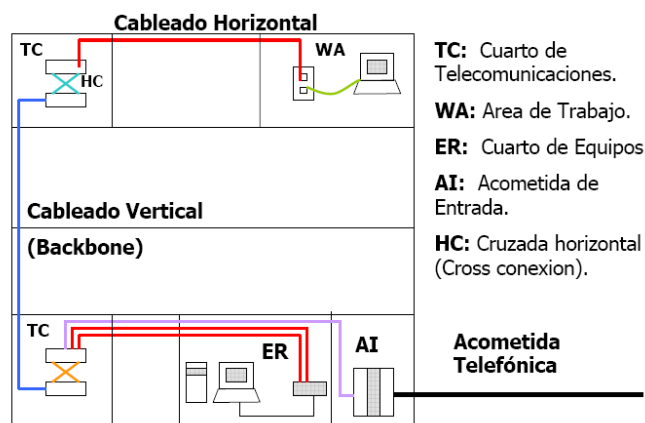 Cableado Horizontal
TC
HC
WA
Cableado Vertical
(Backbone)
TC
ER
AI
Acometida
Telefónica
TC: Cuarto de
Telecomunicaciones.
WA: Area de Trabajo.
ER: Cuarto de Equipos
AI: Acometida de
Entrada.
HC: Cruzada horizontal
(Cross conexion).